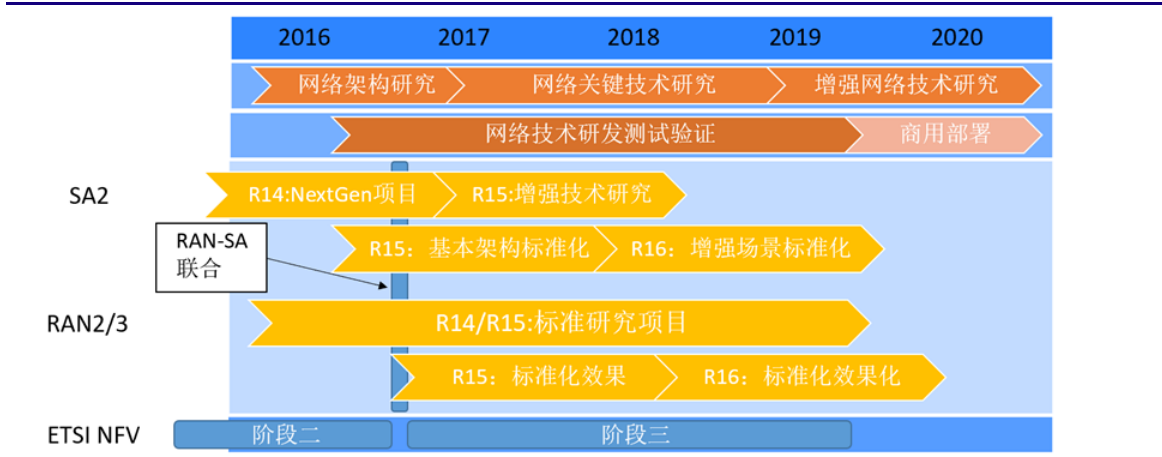 2016 2017 2018 2019 2020
网络架构研究 网络关键技术研究 增强网络技术研究
网络技术研发测试验证 商用部署
SA2
R14:NextGen项目 R15:增强技术研究
RAN-SA
联合
R15：基本架构标准化 R16：增强场景标准化
RAN2/3
R14/R15:标准研究项目
R15：标准化效果 R16：标准化效果化
ETSI NFV
阶段二 阶段三